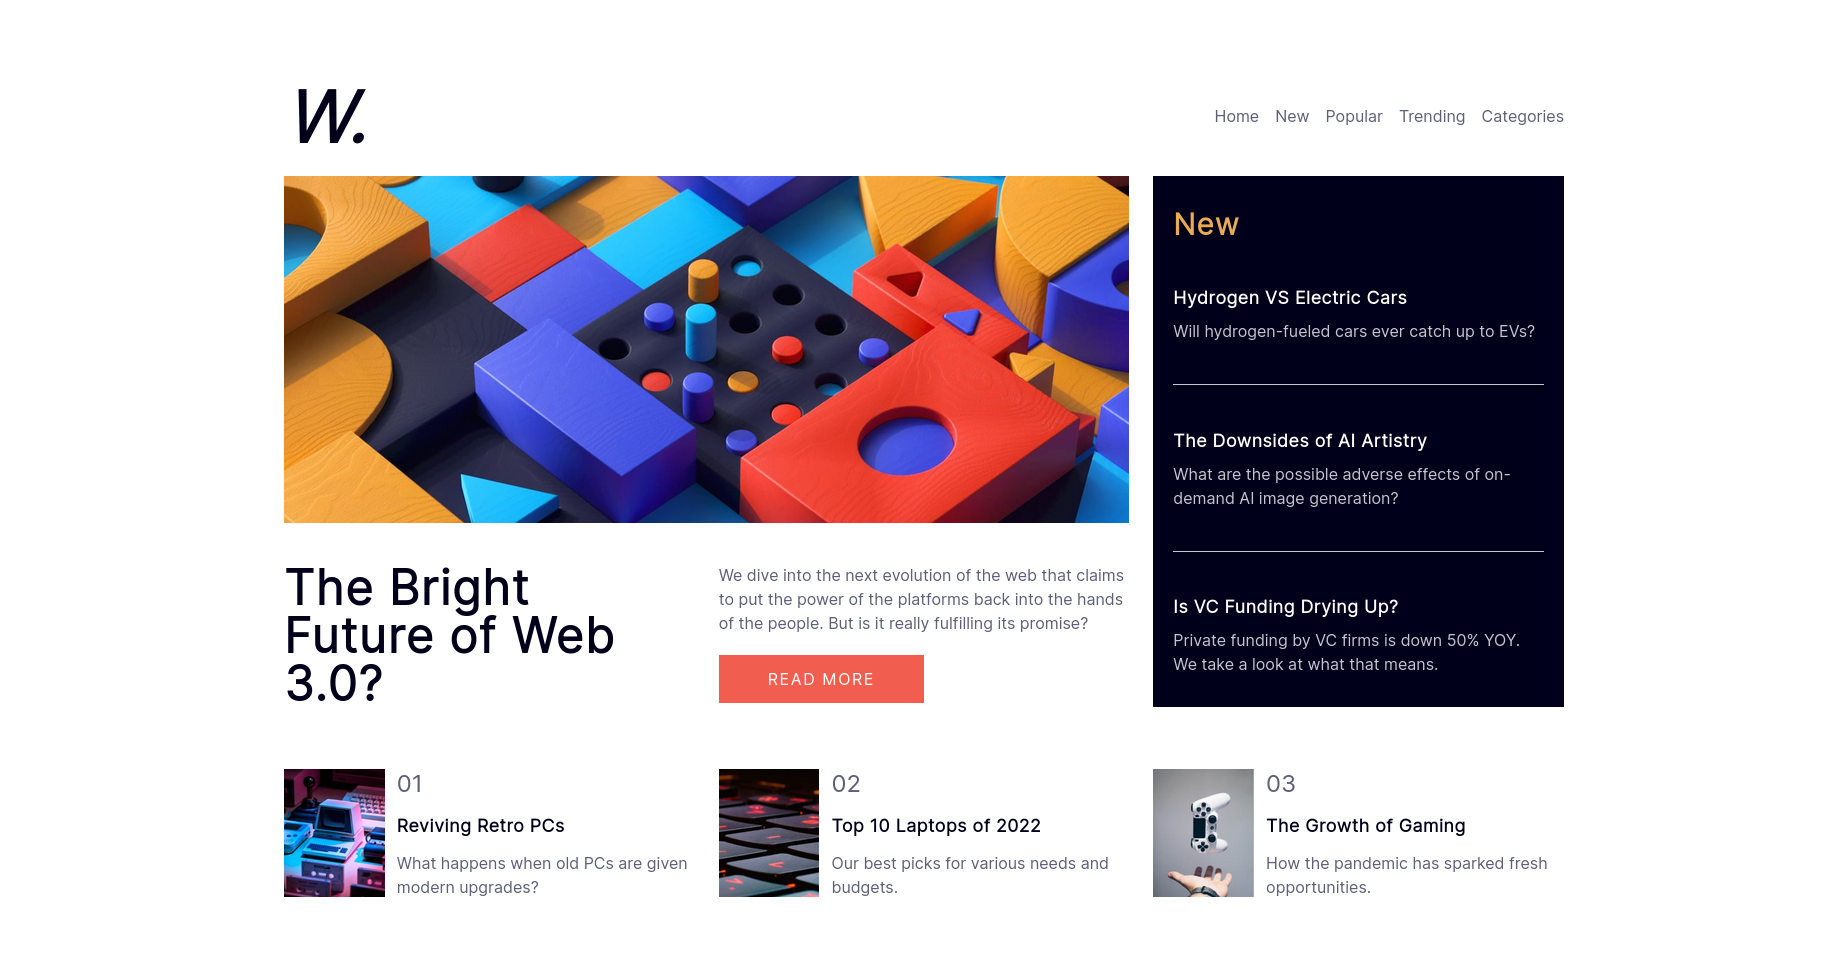 W.
Home New Popular Trending Categories
New
Hydrogen VS Electric Cars
Will hydrogen-fueled cars ever catch up to EVs?
The Downsides of AI Artistry
What are the possible adverse effects of on-
demand AI image generation?
Is VC Funding Drying Up?
Private funding by VC firms is down 50% YOY.
We take a look at what that means.
The Bright
Future of Web
3.0?
We dive into the next evolution of the web that claims
to put the power of the platforms back into the hands
of the people. But is it really fulfilling its promise?
READ MORE
01
Reviving Retro PCs
What happens when old PCs are given
modern upgrades?
02
Top 10 Laptops of 2022
Our best picks for various needs and
budgets.
03
The Growth of Gaming
How the pandemic has sparked fresh
opportunities.